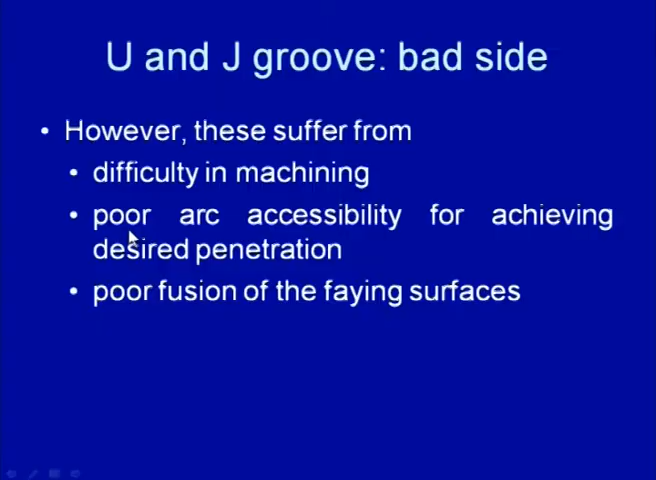 U and J groove: bad side
• However, these suffer from
• difficulty in machining
• poor arc accessibility for achieving
desired penetration
• poor fusion of the faying surfaces